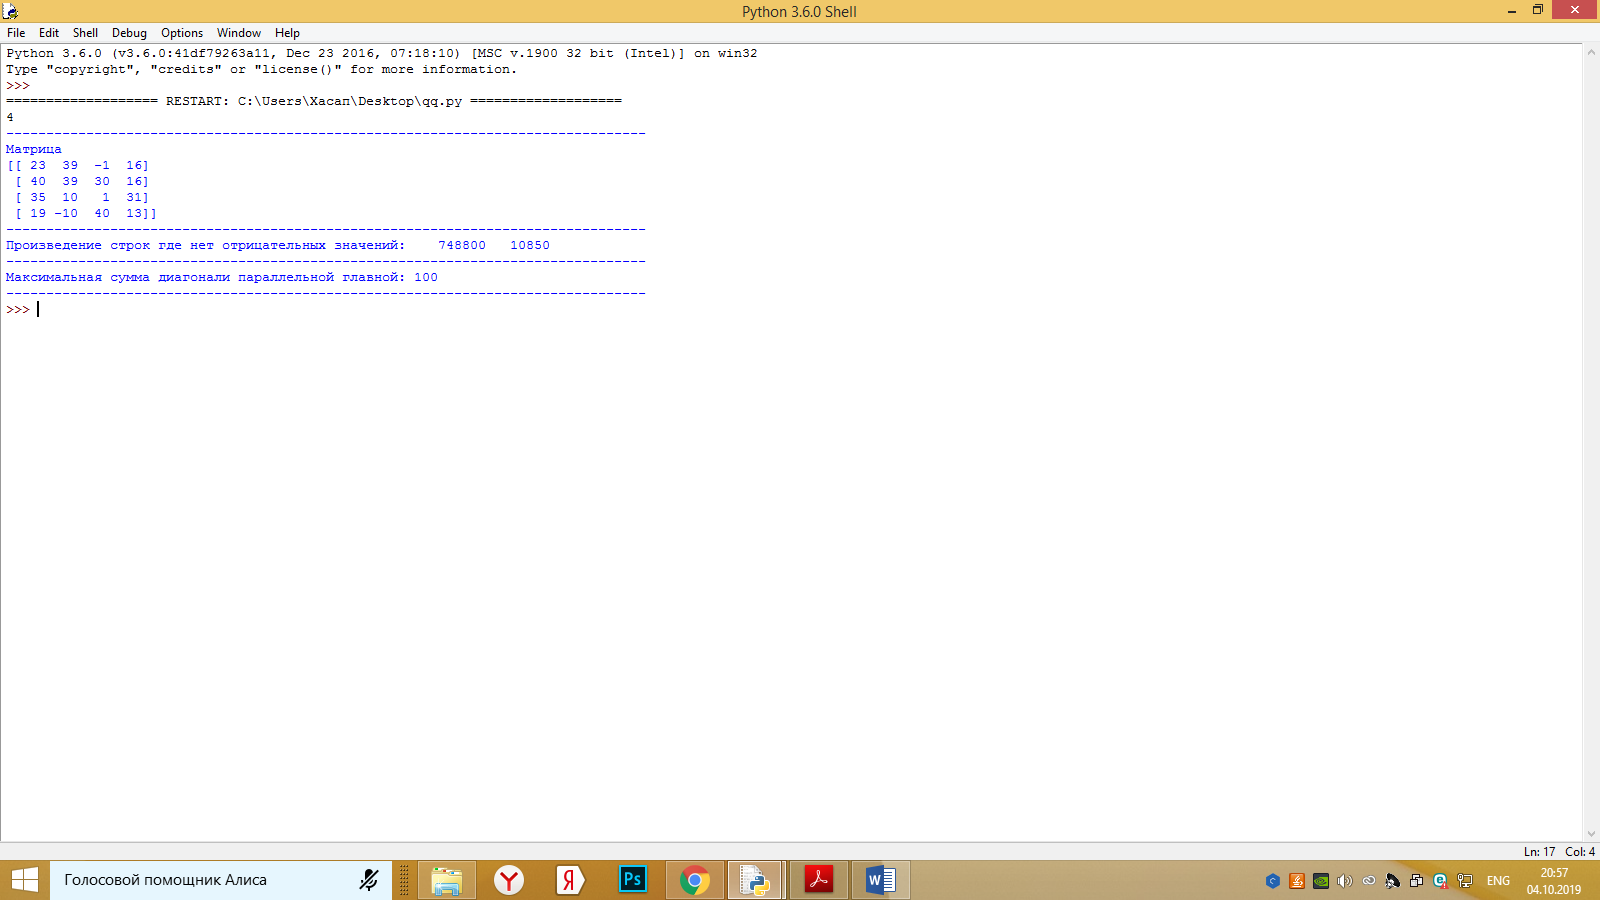 Python 3.6.0 Shell
File Edit Shell Debug Options Window Help
Python 3.6.0 (v3.6.0:41df79263a11, Dec 23 2016, 07:18:10) [MSC v.1900 32 bit (Intel)] on win32
Type "copyright", "credits" or "license()" for more information.
>>>
=================== RESTART: C:\Users\Хасап\Desktop\qq.py ===================
4
--------------------------------------------------------------------------------
Матрица
[[ 23  39  -1  16]
 [ 40  39  30  16]
 [ 35  10   1  31]
 [ 19 -10  40  13]]
--------------------------------------------------------------------------------
Произведение строк где нет отрицательных значений:    748800   10850
--------------------------------------------------------------------------------
Максимальная сумма диагонали параллельной главной: 100
--------------------------------------------------------------------------------
>>>
Ln: 17 Col: 4
Голосовой помощник Алиса
Y
Я
Ps
W
ENG
20:57
04.10.2019